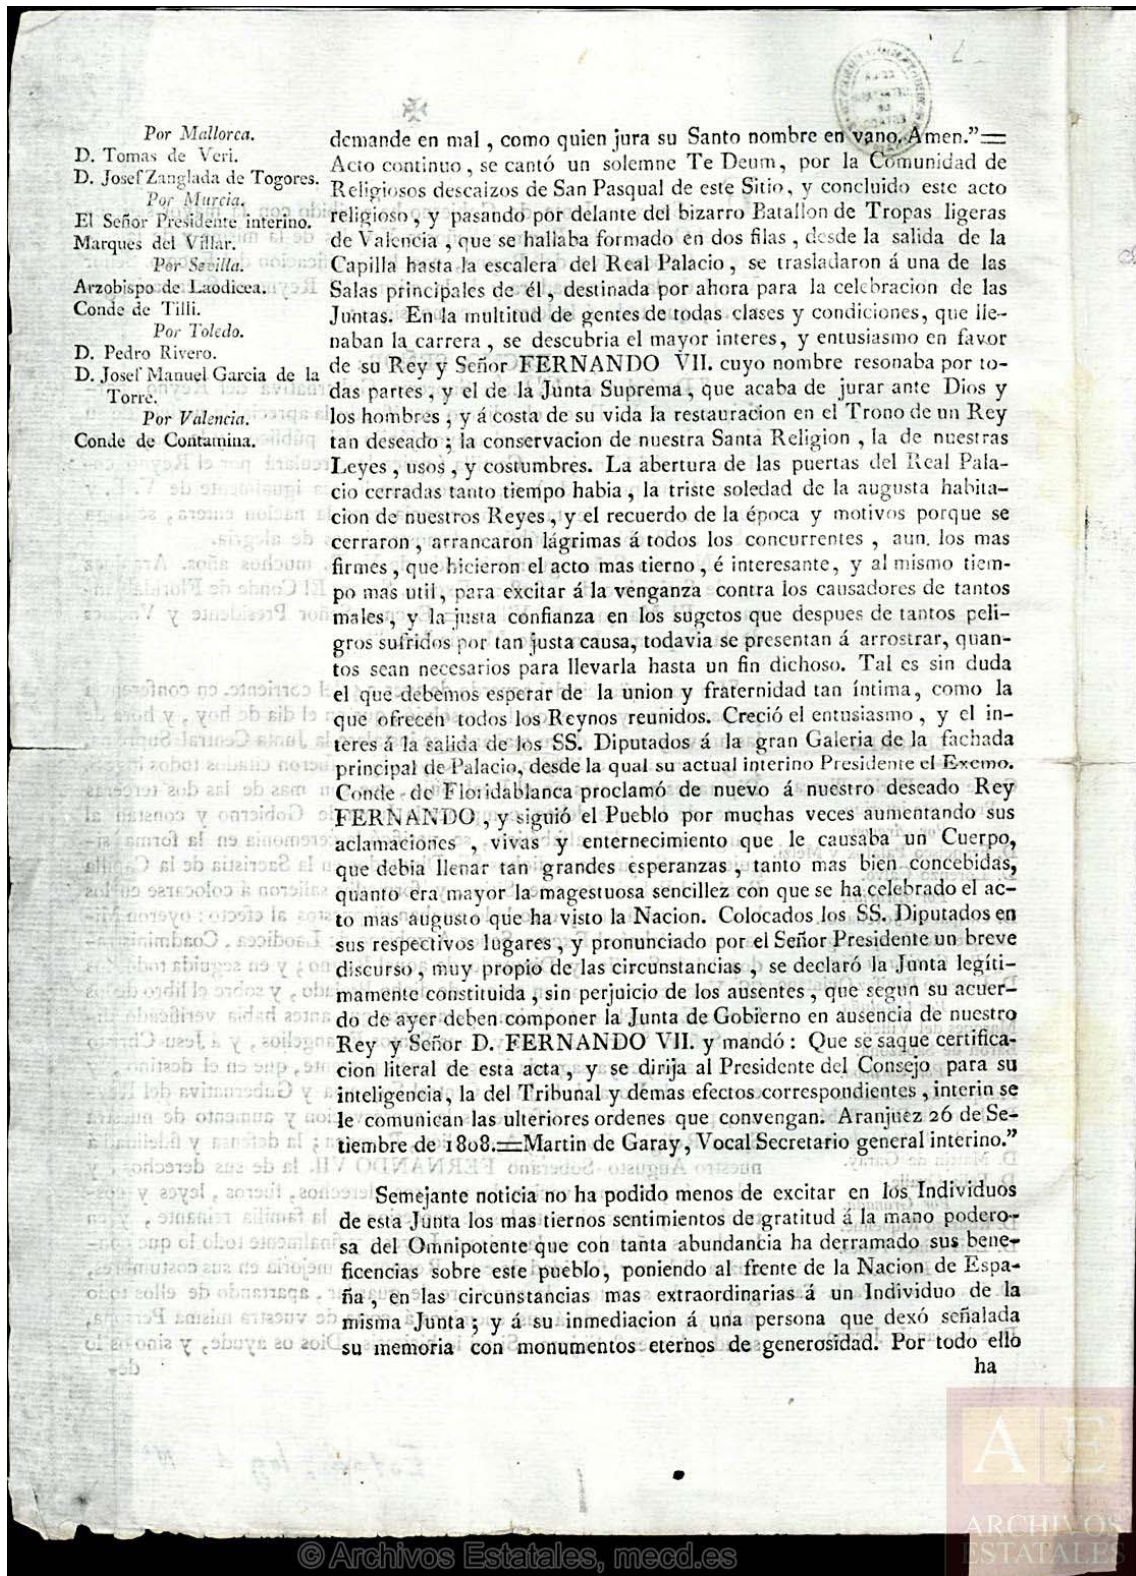 Por Mallorca.
D. Tomas de Veri.
D. Josef Zanglada de Togores.
Por Murcia.
El Señor Presidente interino.
Marques del Villar.
Por Sevilla.
Arzobispo de Laodicea.
Conde de Tilli.
Por Toledo.
D. Pedro Rivero.
D. Josef Manuel Garcia de la
Torre.
Por Valencia.
Conde de Contamina.
demande en mal, como quien jura su Santo nombre en vano. Amen.”=
Acto continuo, se cantó un solemne Te Deum, por la Comunidad de
Religiosos descalzos de San Pasqual de este Sitio, y concluido este acto
religioso, y pasando por delante del bizarro Batallon de Tropas ligeras
de Valencia, que se hallaba formado en dos filas, desde la salida de la
Capilla hasta la escalera del Real Palacio, se trasladaron á una de las
Salas principales de él, destinada por ahora para la celebracion de las
Juntas. En la multitud de gentes de todas clases y condiciones, que lle-
naban la carrera, se descubria el mayor interes, y entusiasmo en favor
de su Rey y Señor FERNANDO VII. cuyo nombre resonaba por to-
das partes, y el de la Junta Suprema, que acaba de jurar ante Dios y
los hombres, y á costa de su vida la restauracion en el Trono de un Rey
tan deseado; la conservacion de nuestra Santa Religion, la de nuestras
Leyes, usos, y costumbres. La abertura de las puertas del Real Pala-
cio cerradas tanto tiempo habia, la triste soledad de la augusta habita-
cion de nuestros Reyes, y el recuerdo de la época y motivos porque se
cerraron, arrancaron lágrimas á todos los concurrentes, aun los mas
firmes, que hicieron el acto mas tierno, é interesante, y al mismo tiem-
po mas util, para excitar á la venganza contra los causadores de tantos
males, y la justa confianza en los sugetos que despues de tantos peli-
gros sufridos por tan justa causa, todavia se presentan á arrostrar, quan-
tos sean necesarios para llevarla hasta un fin dichoso. Tal es sin duda
el que debemos esperar de la union y fraternidad tan íntima, como la
que ofrecen todos los Reynos reunidos. Creció el entusiasmo, y el in-
teres á la salida de los SS. Diputados á la gran Galeria de la fachada
principal de Palacio, desde la qual su actual interino Presidente el Exemo.
Conde de Floridablanca proclamó de nuevo á nuestro deseado Rey
FERNANDO, y siguió el Pueblo por muchas veces aumentando sus
aclamaciones, vivas y enternecimiento que le causaba un Cuerpo,
que debia llenar tan grandes esperanzas, tanto mas bien concebidas,
quanto era mayor la magestuosa sencillez con que se ha celebrado el ac-
to mas augusto que ha visto la Nacion. Colocados los SS. Diputados en
sus respectivos lugares, y pronunciado por el Señor Presidente un breve
discurso, muy propio de las circunstancias, se declaró la Junta legíti-
mamente constituida, sin perjuicio de los ausentes, que segun su acuer-
do de ayer deben componer la Junta de Gobierno en ausencia de nuestro
Rey y Señor D. FERNANDO VII. y mandó: Que se saque certifica-
cion literal de esta acta, y se dirija al Presidente del Consejo para su
inteligencia, la del Tribunal y demas efectos correspondientes, interin se
le comunican las ulteriores ordenes que convengan. Aranjuez 26 de Se-
tiembre de 1808.=Martin de Garay, Vocal Secretario general interino.”
Semejante noticia no ha podido menos de excitar en los Individuos
de esta Junta los mas tiernos sentimientos de gratitud á la mano podero-
sa del Omnipotente que con tanta abundancia ha derramado sus bene-
ficencias sobre este pueblo, poniendo al frente de la Nacion de Espa-
ña, en las circunstancias mas extraordinarias á un Individuo de la
misma Junta; y á su inmediacion á una persona que dexó señalada
su memoria con monumentos eternos de generosidad. Por todo ello
ha
AE
ARCHIVOS
ESTATALES
© Archivos Estatales, mecd.es